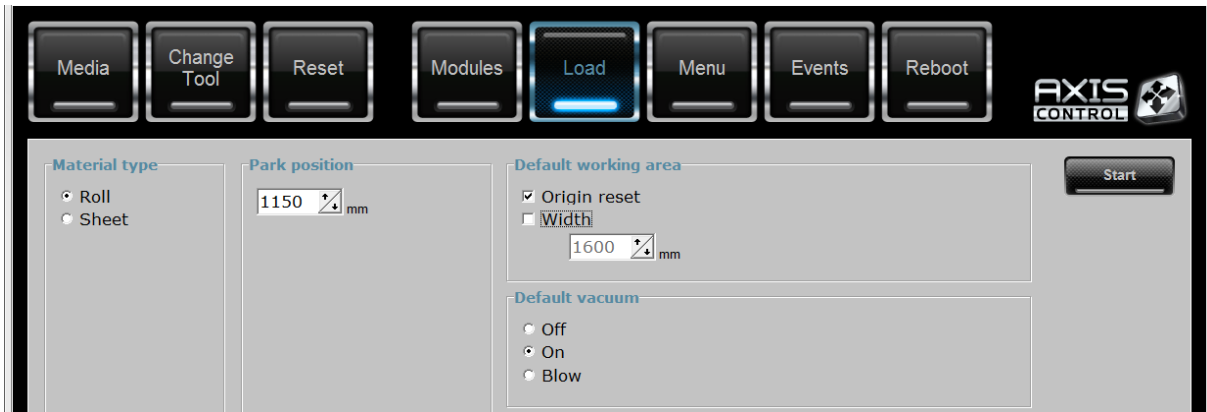 Media
Change
Tool
Reset
Modules
Load
Menu
Events
Reboot
AXIS
CONTROL
Material type
Roll
Sheet
Park position
1150 mm
Default working area
Origin reset
Width
1600 mm
Default vacuum
Off
On
Blow
Start